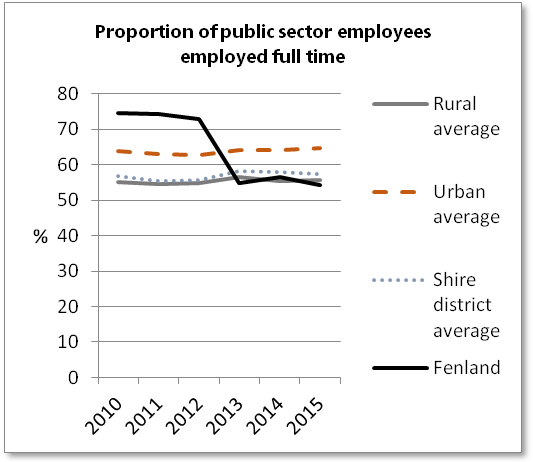 Proportion of public sector employees
employed full time
80
70
60
50
40
30
20
10
0
%
2010
2011
2012
2013
2014
2015
Rural
average
Urban
average
Shire
district
average
Fenland